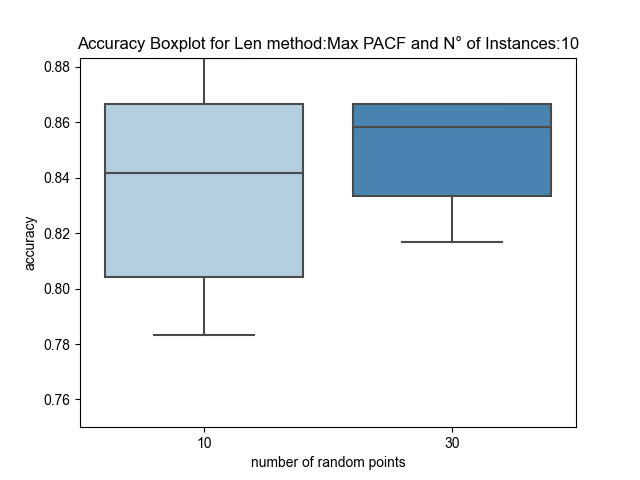 Accuracy Boxplot for Len method:Max PACF and N° of Instances:10
0.88
0.86
0.84
0.82
0.80
0.78
0.76
accuracy
10 30
number of random points